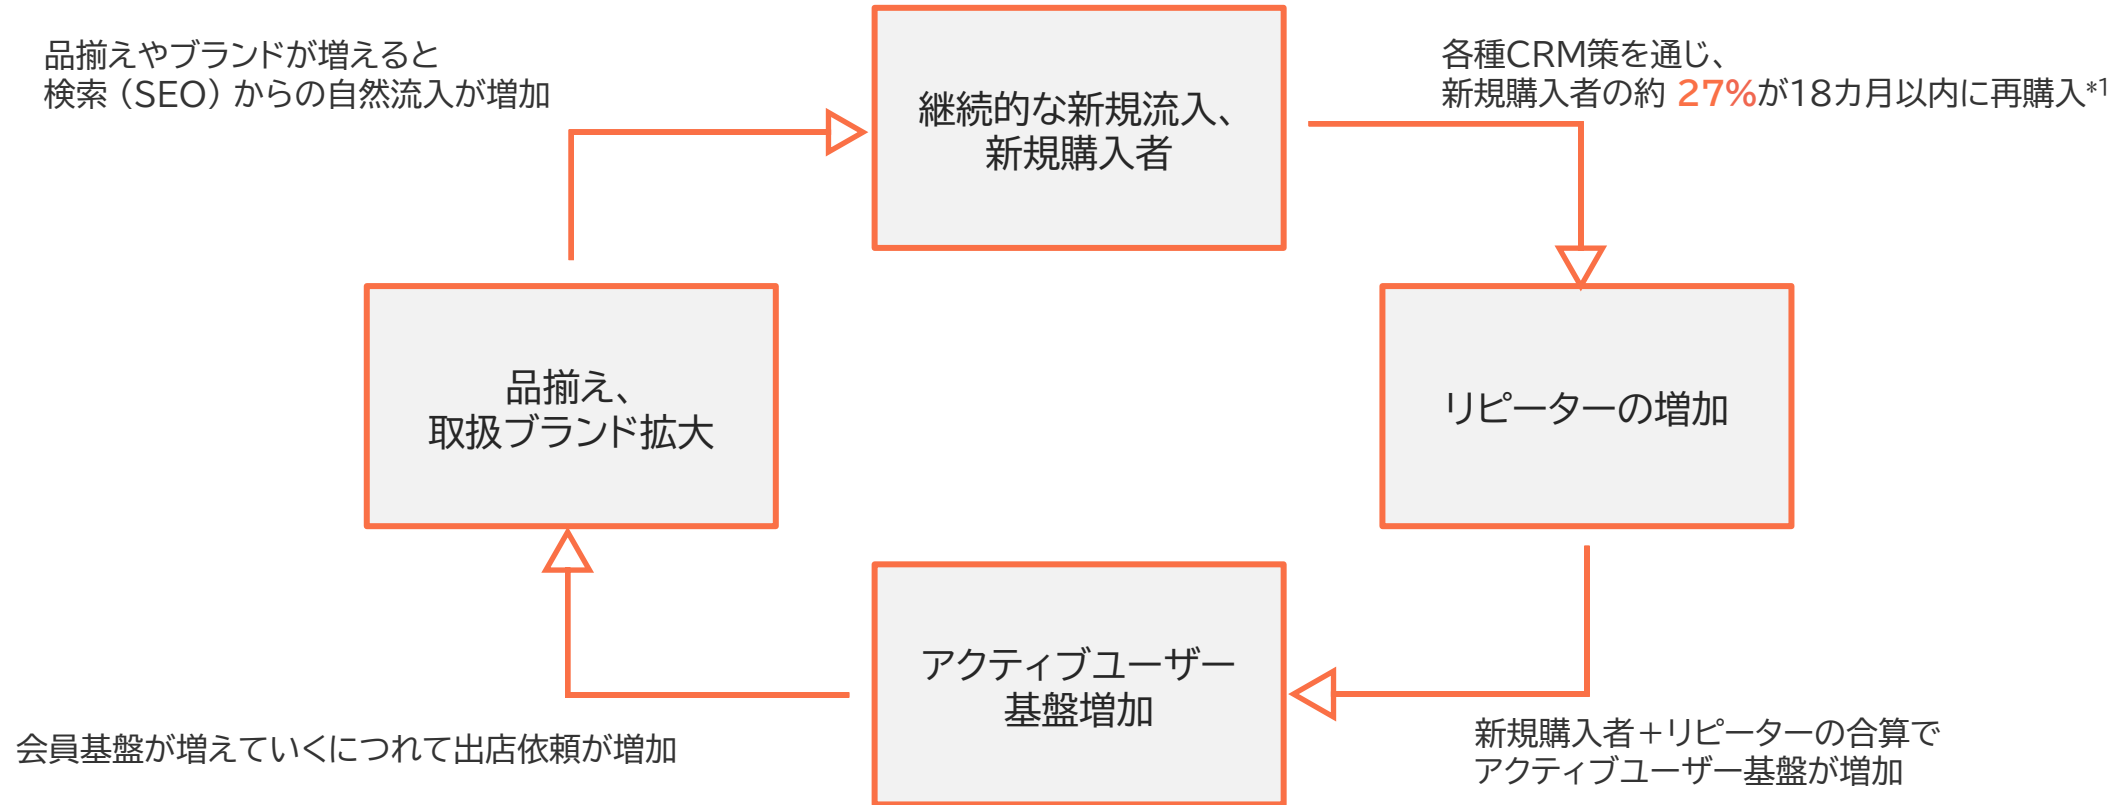 品揃えやブランドが増えると
検索（SEO）からの自然流入が増加
継続的な新規流入、
新規購入者
各種CRM策を通じ、
新規購入者の約 27%が18カ月以内に再購入*1
品揃え、
取扱ブランド拡大
リピーターの増加
アクティブユーザー
基盤増加
会員基盤が増えていくにつれて出店依頼が増加
新規購入者＋リピーターの合算で
アクティブユーザー基盤が増加